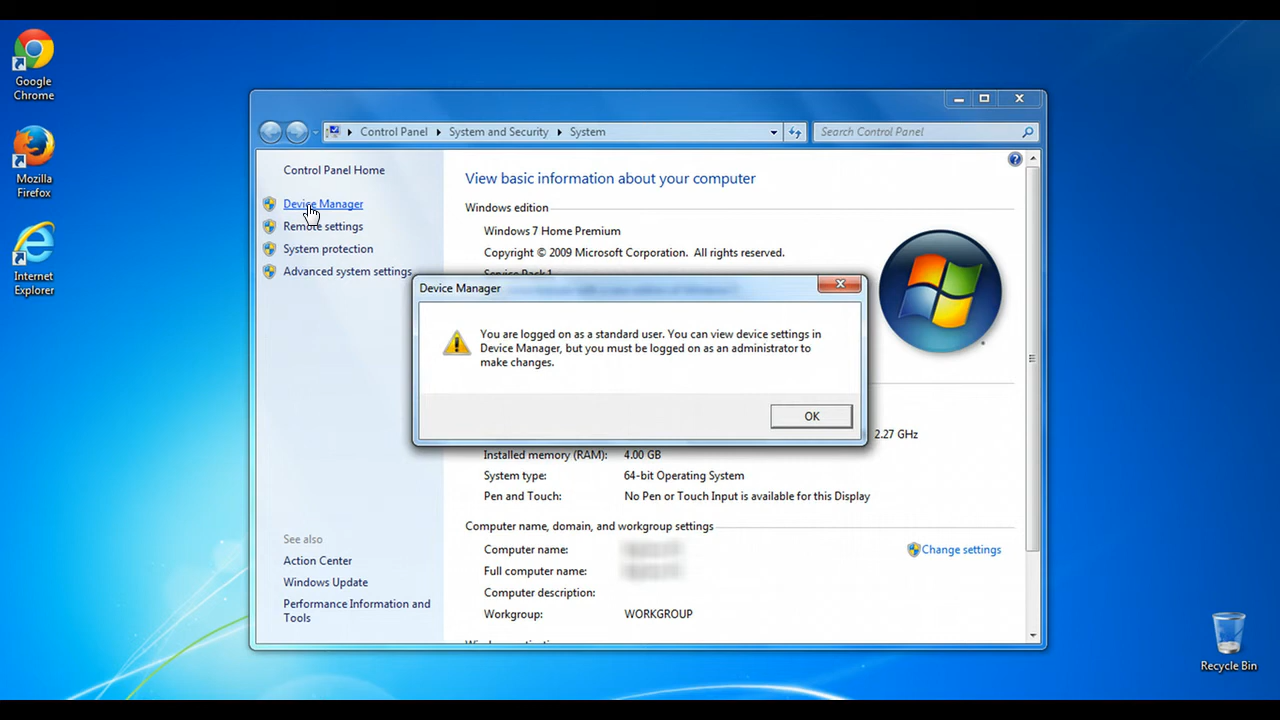 Google
Chrome
Mozilla
Firefox
Internet
Explorer
Control Panel System and Security System
Search Control Panel
Control Panel Home
Device Manager
Remote settings
System protection
Advanced system settings
View basic information about your computer
Windows edition
Windows 7 Home Premium
Copyright © 2009 Microsoft Corporation. All rights reserved.
Service Pack 1
Device Manager
You are logged on as a standard user. You can view device settings in
Device Manager, but you must be logged on as an administrator to
make changes.
OK
2.27 GHz
Installed memory (RAM): 4.00 GB
System type: 64-bit Operating System
Pen and Touch: No Pen or Touch Input is available for this Display
Computer name, domain, and workgroup settings
Computer name:
Change settings
Full computer name:
Computer description:
Workgroup: WORKGROUP
See also
Action Center
Windows Update
Performance Information and
Tools
Recycle Bin